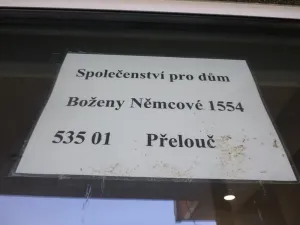 Společenství pro dům
Boženy Němcové 1554
535 01 Přelouč